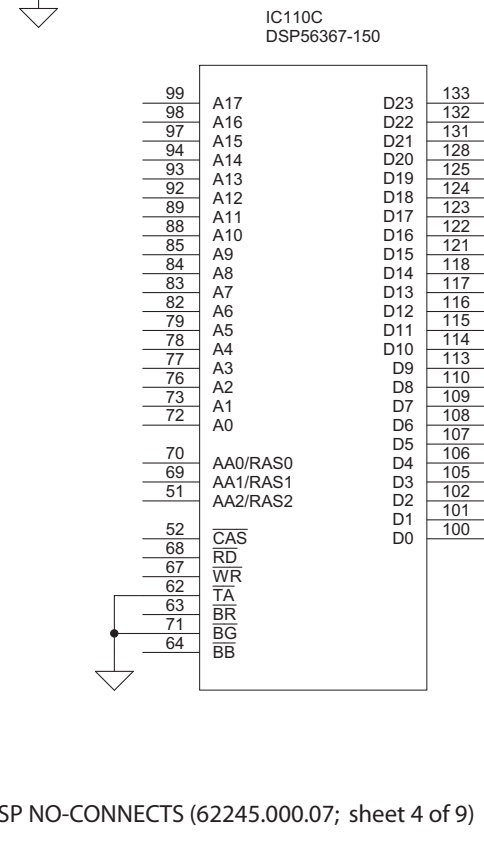 IC110C
DSP56367-150
99 A17 D23 133
98 A16 D22 132
97 A15 D21 131
94 A14 D20 128
93 A13 D19 125
92 A12 D18 124
89 A11 D17 123
88 A10 D16 122
85 A9 D15 121
84 A8 D14 118
83 A7 D13 117
82 A6 D12 116
79 A5 D11 115
78 A4 D10 114
77 A3 D9 113
76 A2 D8 110
73 A1 D7 109
72 A0 D6 108
D5 107
70 AA0/RAS0 D4 106
69 AA1/RAS1 D3 105
51 AA2/RAS2 D2 102
D1 101
52 CAS D0 100
68 RD
67 WR
62 TA
63 BR
71 BG
64 BB
SP NO-CONNECTS (62245.000.07; sheet 4 of 9)